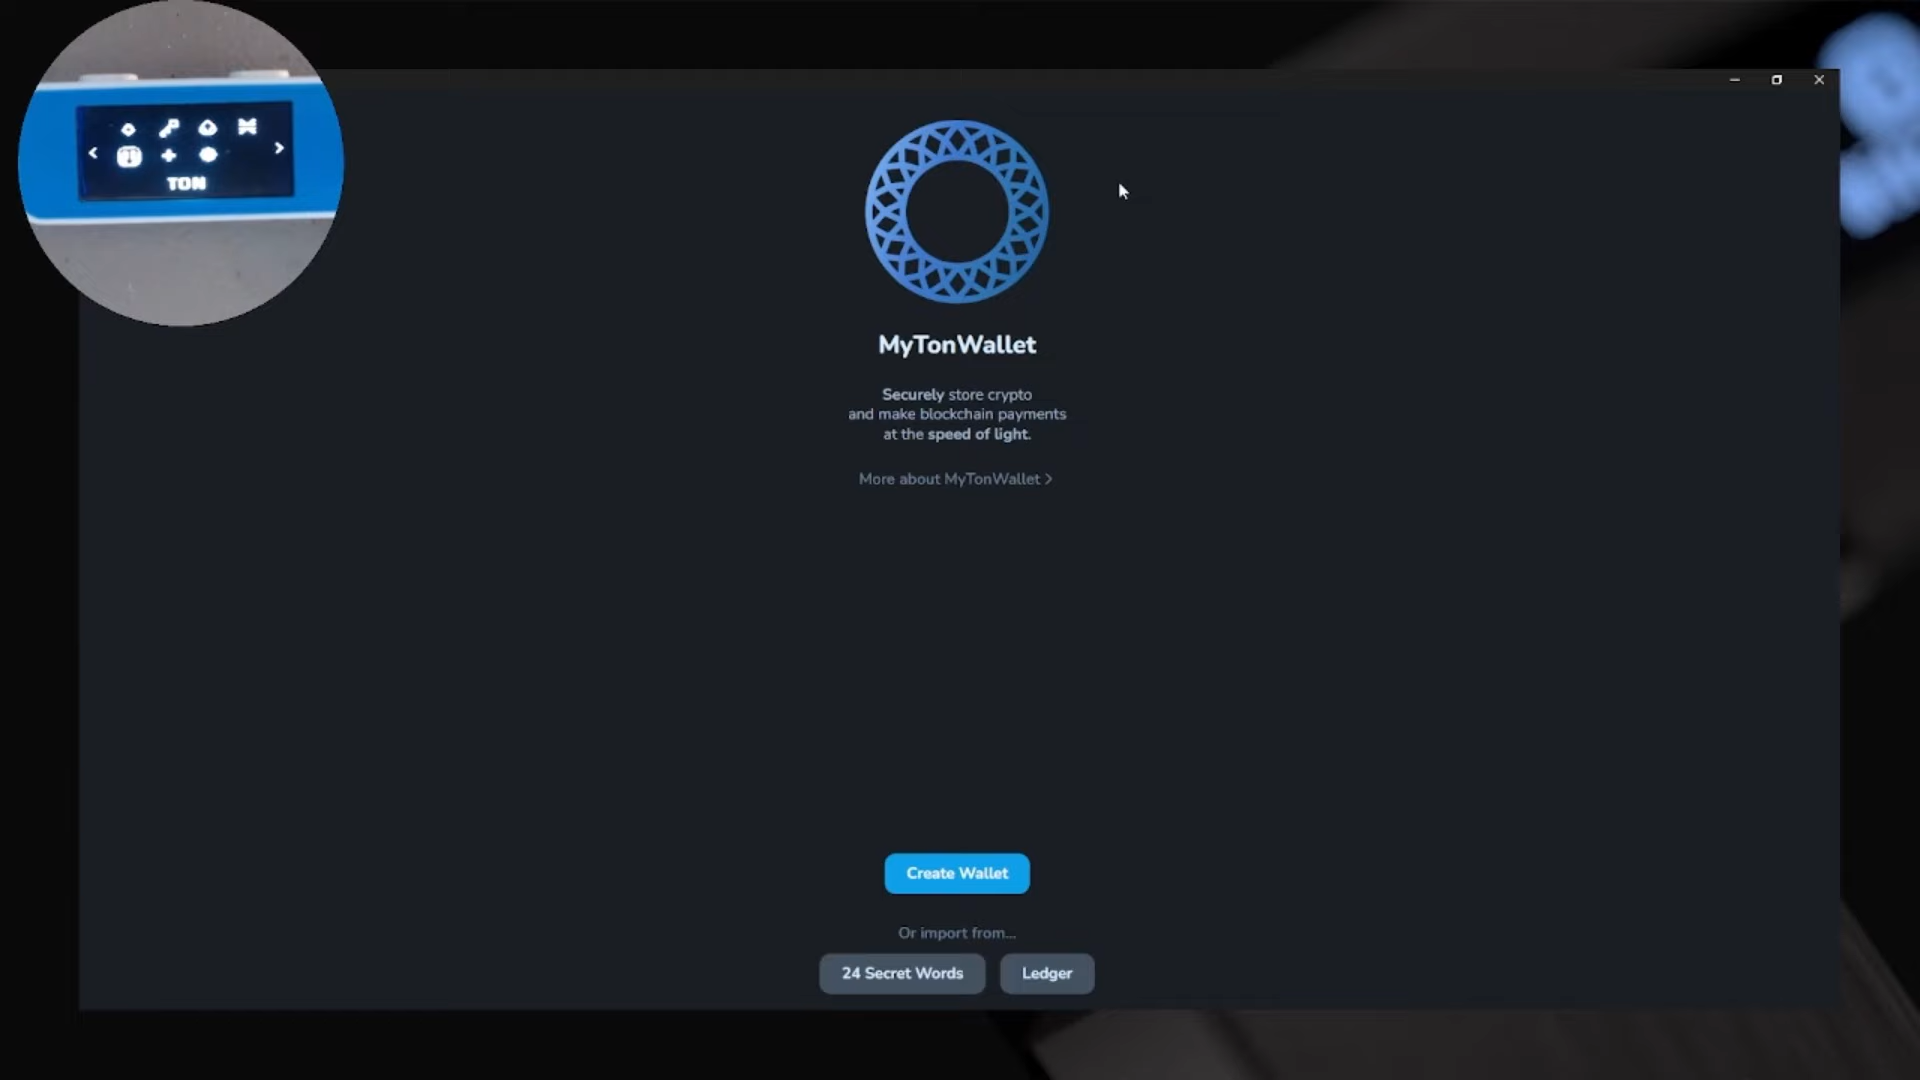 TON
MyTonWallet
Securely store crypto
and make blockchain payments
at the speed of light.
More about MyTonWallet >
Create Wallet
Or import from...
24 Secret Words
Ledger